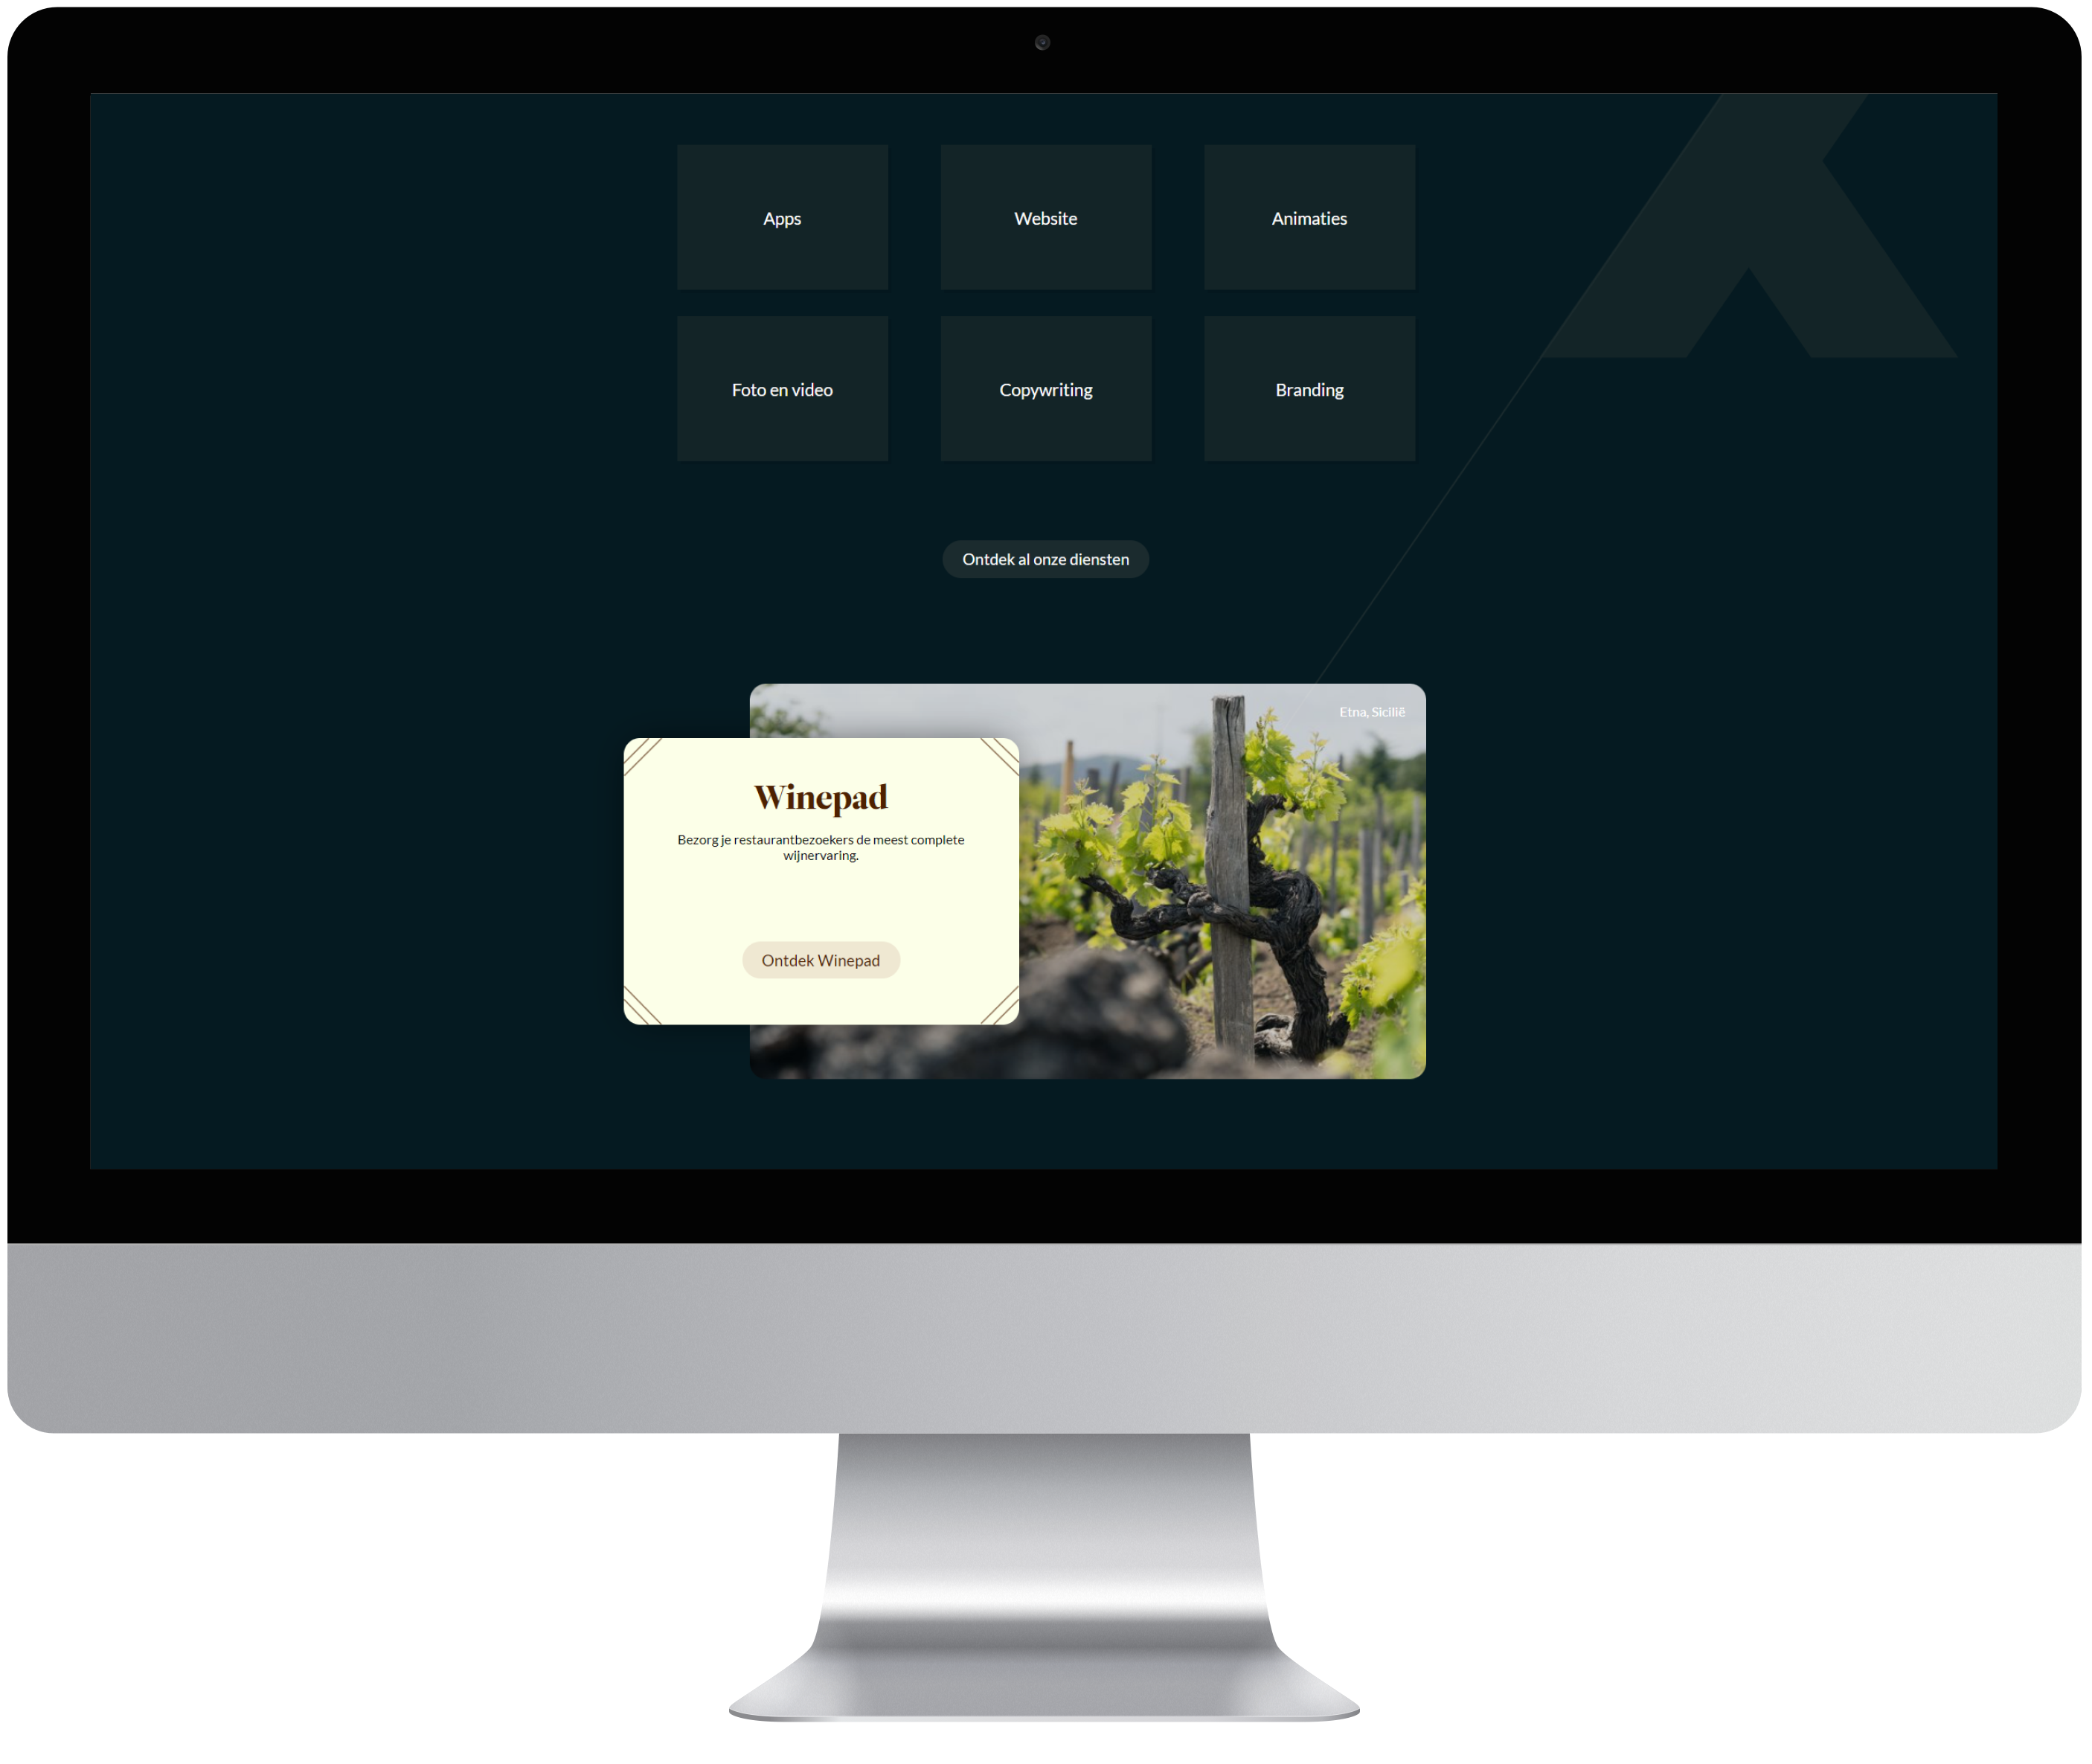 Apps
Website
Animaties
Foto en video
Copywriting
Branding
Ontdek al onze diensten
Etna, Sicilië
Winepad
Bezorg je restaurantbezoekers de meest complete
wijnervaring.
Ontdek Winepad